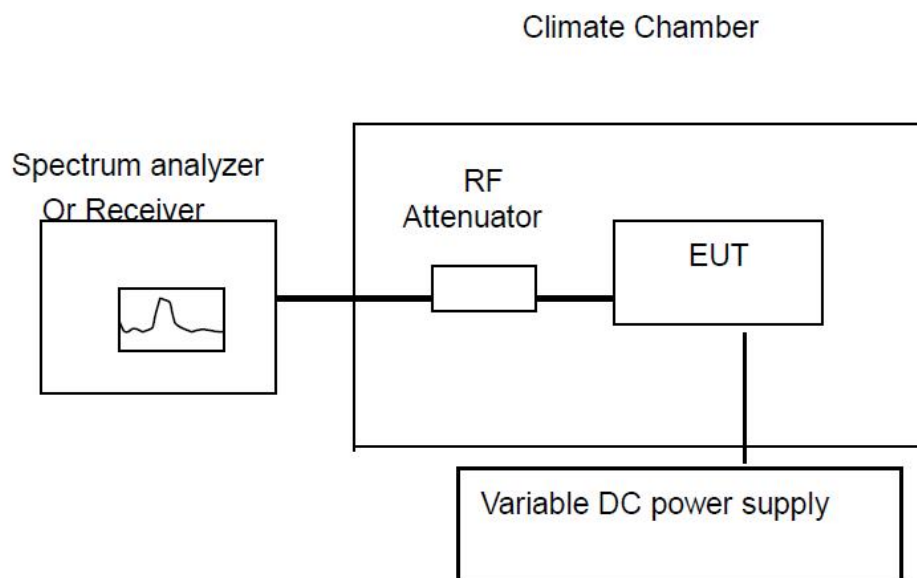 Climate Chamber
Spectrum analyzer
Or Receiver
RF
Attenuator
EUT
Variable DC power supply